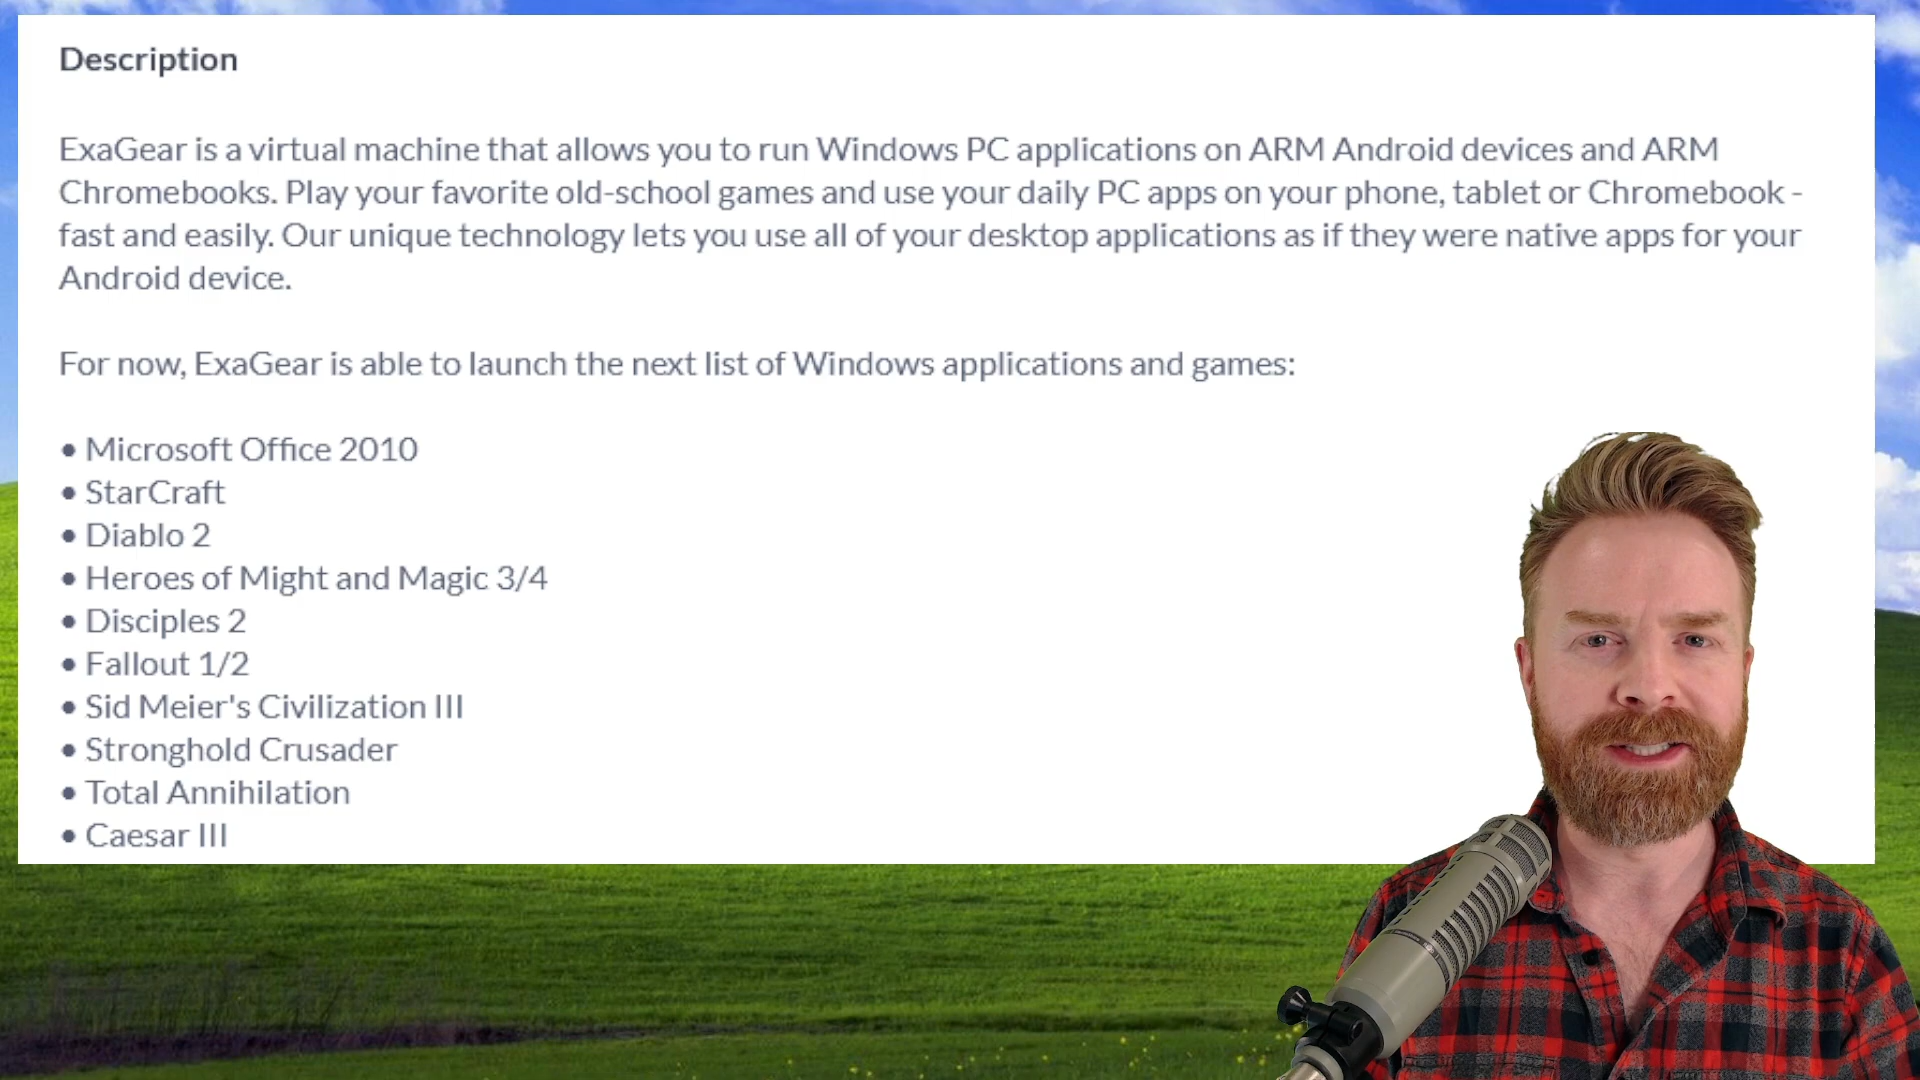 Description
ExaGear is a virtual machine that allows you to run Windows PC applications on ARM Android devices and ARM
Chromebooks. Play your favorite old-school games and use your daily PC apps on your phone, tablet or Chromebook -
fast and easily. Our unique technology lets you use all of your desktop applications as if they were native apps for your
Android device.
For now, ExaGear is able to launch the next list of Windows applications and games:
• Microsoft Office 2010
• StarCraft
• Diablo 2
• Heroes of Might and Magic 3/4
• Disciples 2
• Fallout 1/2
• Sid Meier's Civilization III
• Stronghold Crusader
• Total Annihilation
• Caesar III